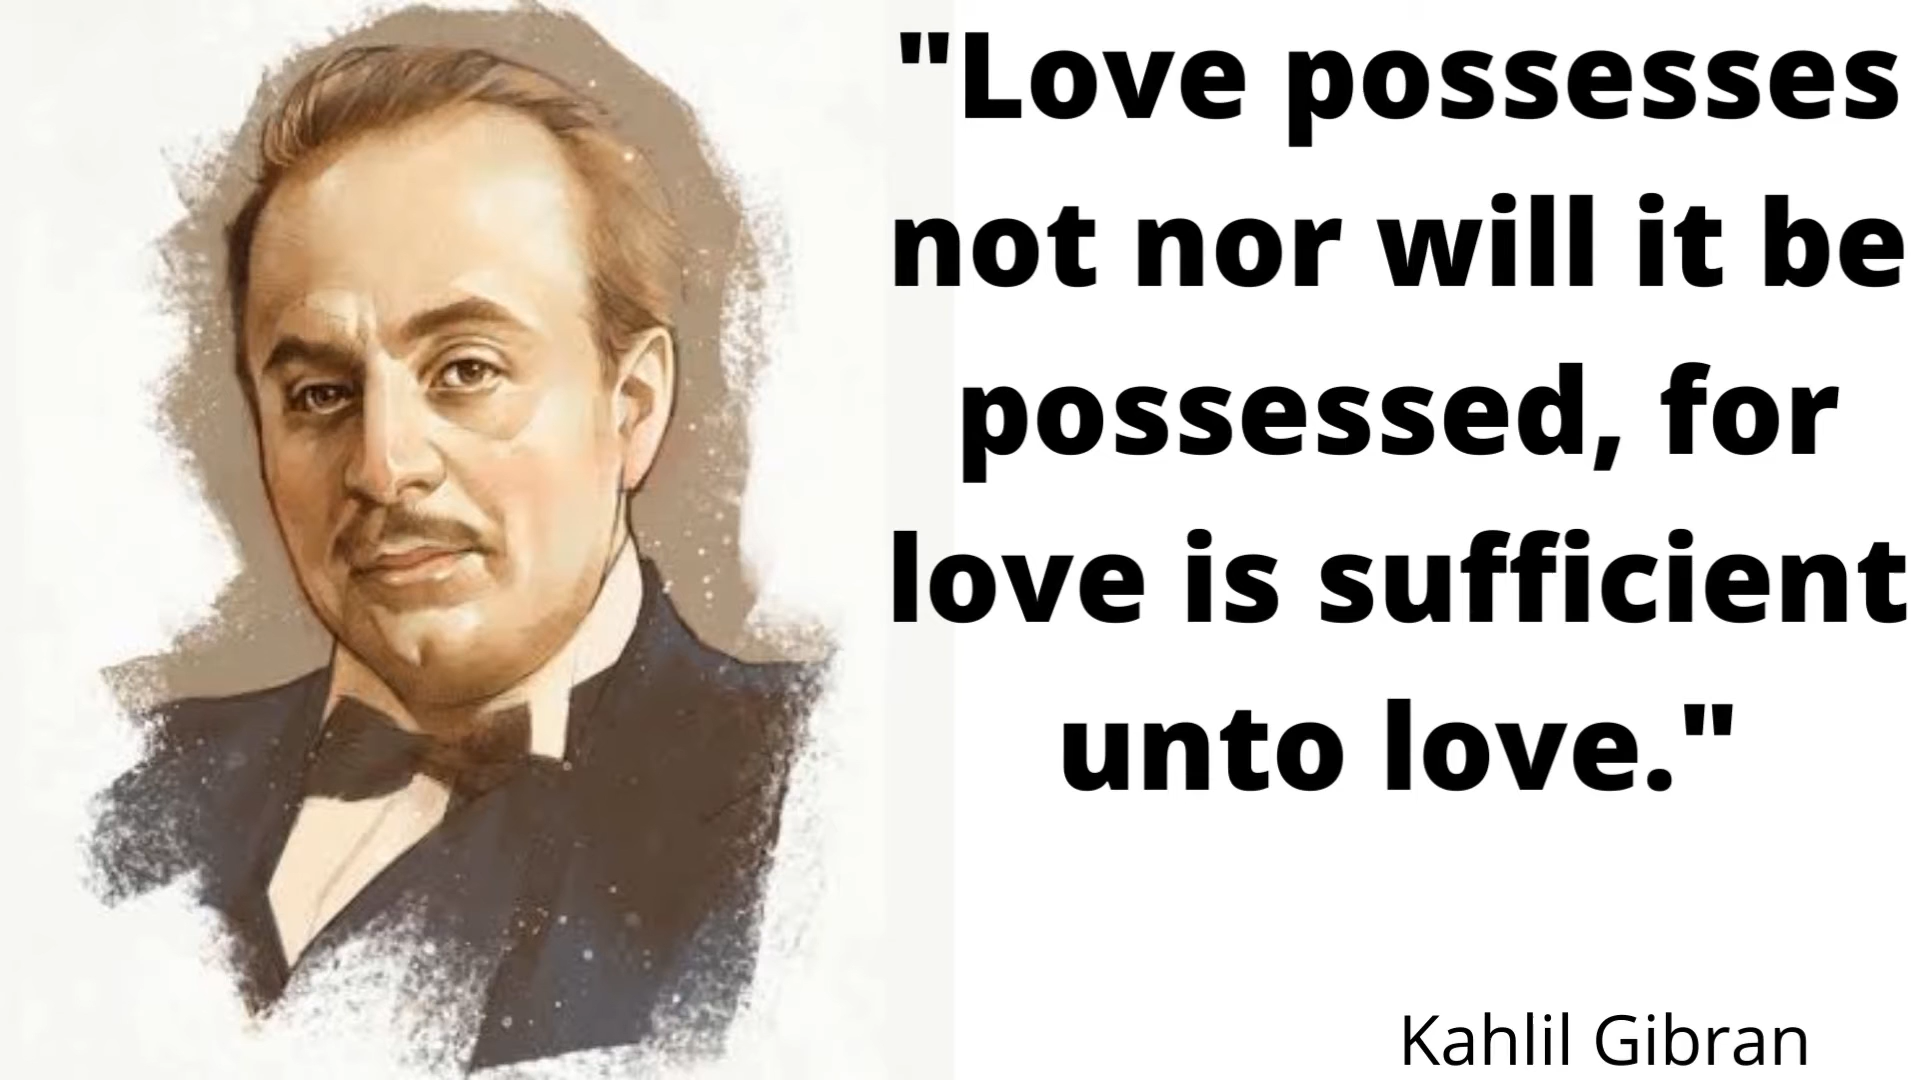 "Love possesses
not nor will it be
possessed, for
love is sufficient
unto love."
Kahlil Gibran